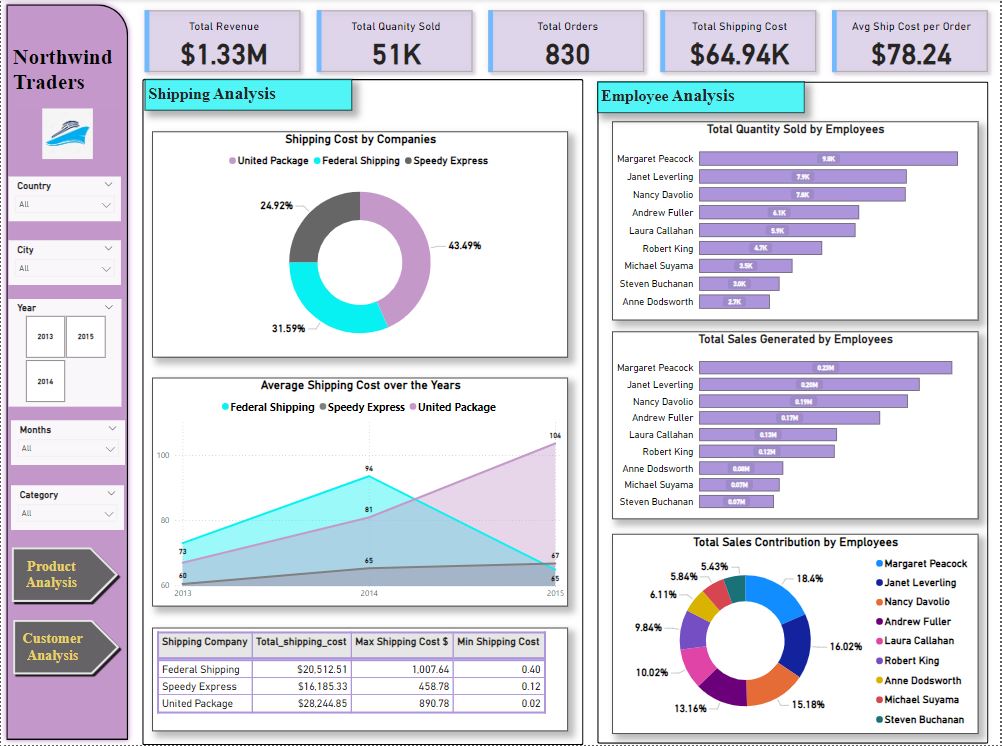 Northwind
Traders
Country
All
City
All
Year
2013
2015
2014
Months
All
Category
All
Product
Analysis
Customer
Analysis
Total Revenue
$1.33M
Total Quanity Sold
51K
Total Orders
830
Total Shipping Cost
$64.94K
Avg Ship Cost per Order
$78.24
Shipping Analysis
Shipping Cost by Companies
United Package Federal Shipping Speedy Express
24.92%
43.49%
31.59%
Average Shipping Cost over the Years
Federal Shipping Speedy Express United Package
100
80
60
73
60
94
81
65
104
67
65
2013 2014 2015
Shipping Company Total_shipping_cost Max Shipping Cost $ Min Shipping Cost
Federal Shipping $20,512.51 1,007.64 0.40
Speedy Express $16,185.33 458.78 0.12
United Package $28,244.85 890.78 0.02
Employee Analysis
Total Quantity Sold by Employees
Margaret Peacock 9.8K
Janet Leverling 7.9K
Nancy Davolio 7.8K
Andrew Fuller 6.1K
Laura Callahan 5.9K
Robert King 4.7K
Michael Suyama 3.5K
Steven Buchanan 3.0K
Anne Dodsworth 2.7K
Total Sales Generated by Employees
Margaret Peacock 0.23M
Janet Leverling 0.20M
Nancy Davolio 0.19M
Andrew Fuller 0.17M
Laura Callahan 0.13M
Robert King 0.12M
Anne Dodsworth 0.08M
Michael Suyama 0.07M
Steven Buchanan 0.07M
Total Sales Contribution by Employees
5.43%
5.84%
6.11%
9.84%
10.02%
13.16%
15.18%
16.02%
18.4%
Margaret Peacock
Janet Leverling
Nancy Davolio
Andrew Fuller
Laura Callahan
Robert King
Anne Dodsworth
Michael Suyama
Steven Buchanan